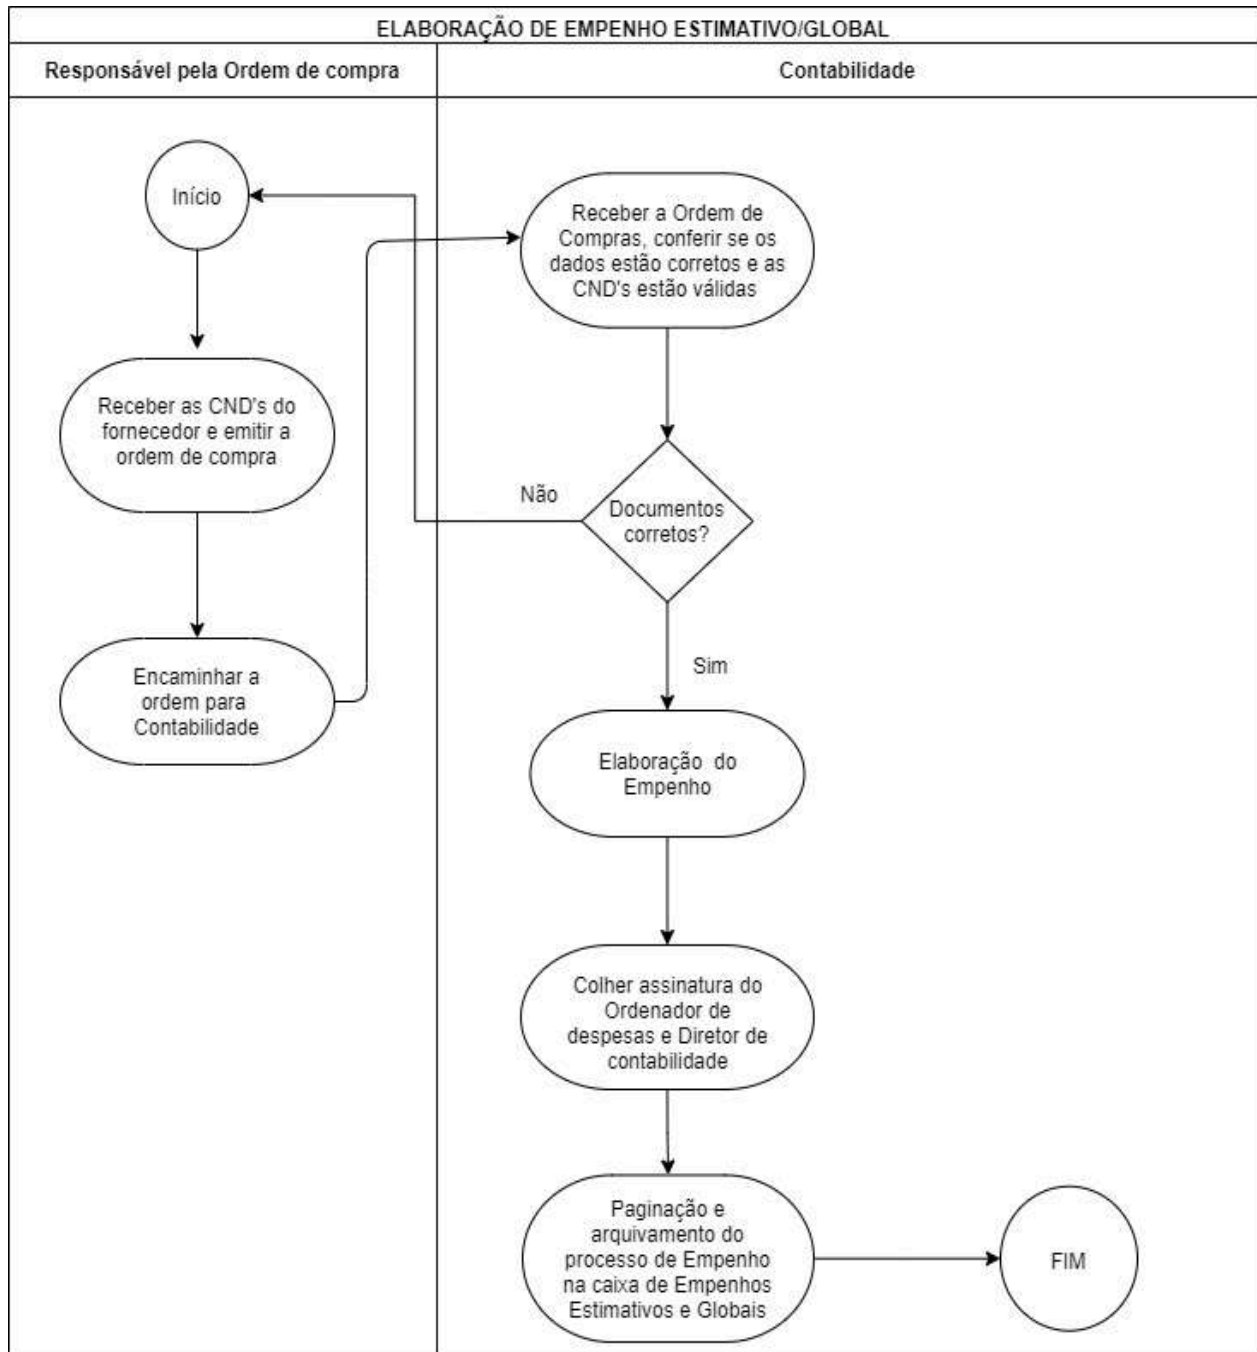 ELABORAÇÃO DE EMPENHO ESTIMATIVO/GLOBAL
Responsável pela Ordem de compra
Contabilidade
Início
Receber as CND's do
fornecedor e emitir a
ordem de compra
Encaminhar a
ordem para
Contabilidade
Receber a Ordem de
Compras, conferir se os
dados estão corretos e as
CND's estão válidas
Documentos
corretos?
Não
Sim
Elaboração do
Empenho
Colher assinatura do
Ordenador de
despesas e Diretor de
contabilidade
Paginação e
arquivamento do
processo de Empenho
na caixa de Empenhos
Estimativos e Globais
FIM